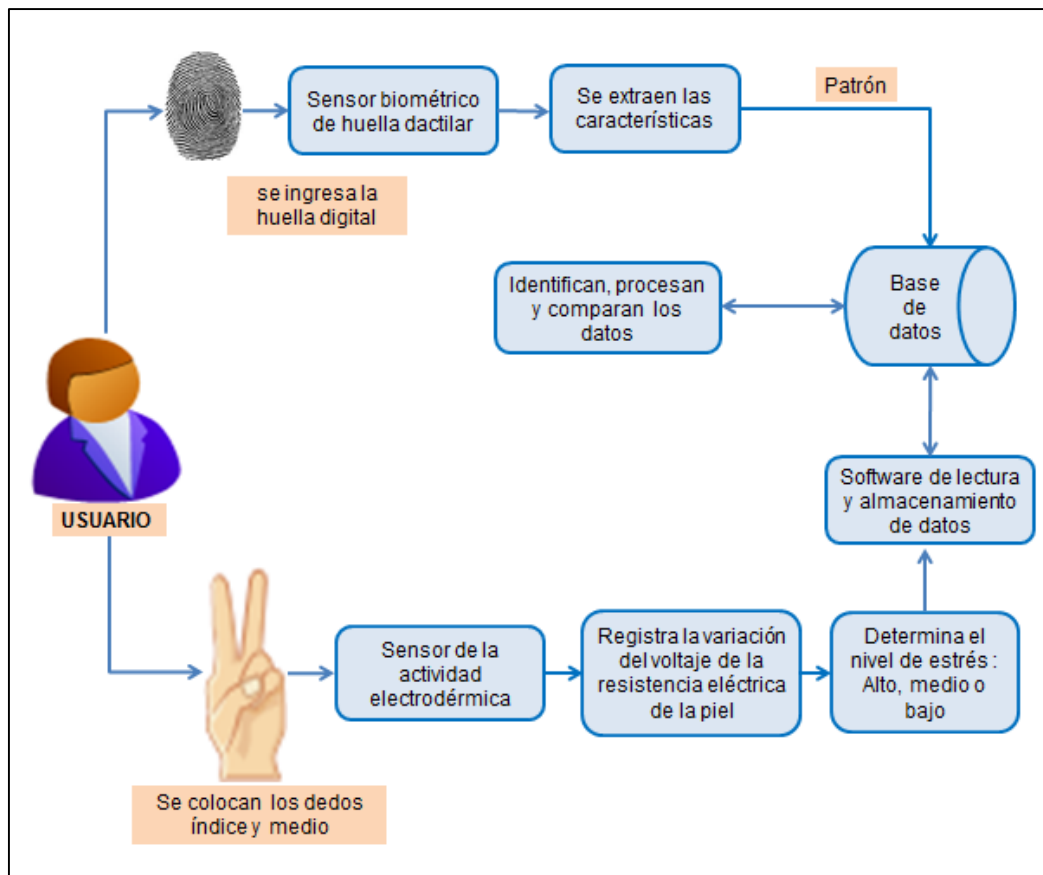 Sensor biométrico
de huella dactilar
Se extraen las
características
Patrón
se ingresa la
huella digital
Identifican, procesan
y comparan los
datos
Base
de
datos
USUARIO
Software de lectura
y almacenamiento
de datos
Sensor de la
actividad
electrodérmica
Registra la variación
del voltaje de la
resistencia eléctrica
de la piel
Determina el
nivel de estrés :
Alto, medio o
bajo
Se colocan los dedos
índice y medio